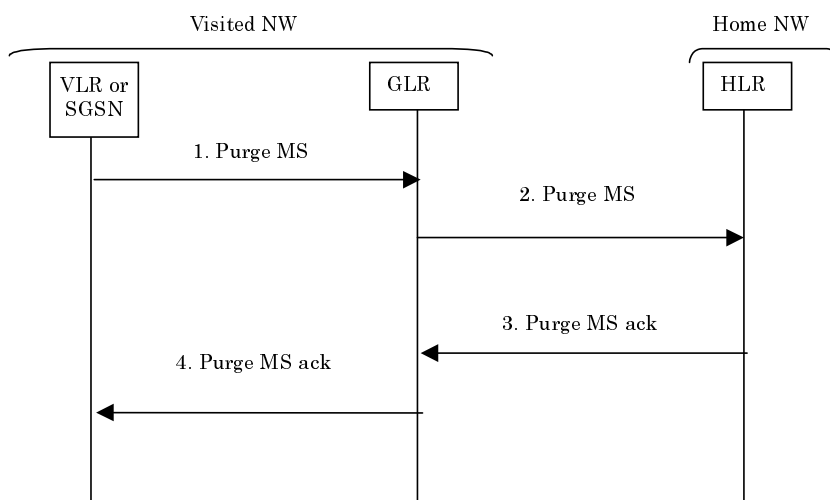 Visited NW
Home NW
VLR or
SGSN
GLR
HLR
1. Purge MS
2. Purge MS
3. Purge MS ack
4. Purge MS ack